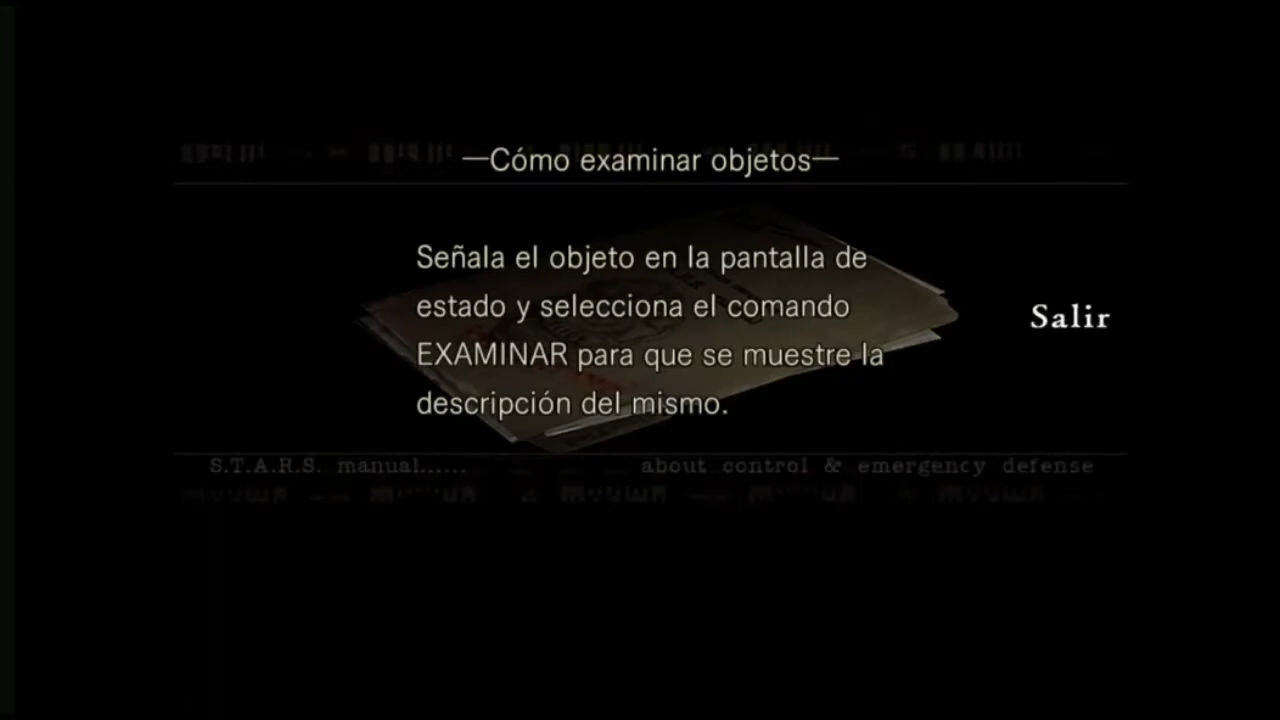 —Cómo examinar objetos—
Señala el objeto en la pantalla de
estado y selecciona el comando
EXAMINAR para que se muestre la
descripción del mismo.
Salir
S.T.A.R.S. manual...... about control & emergency defense